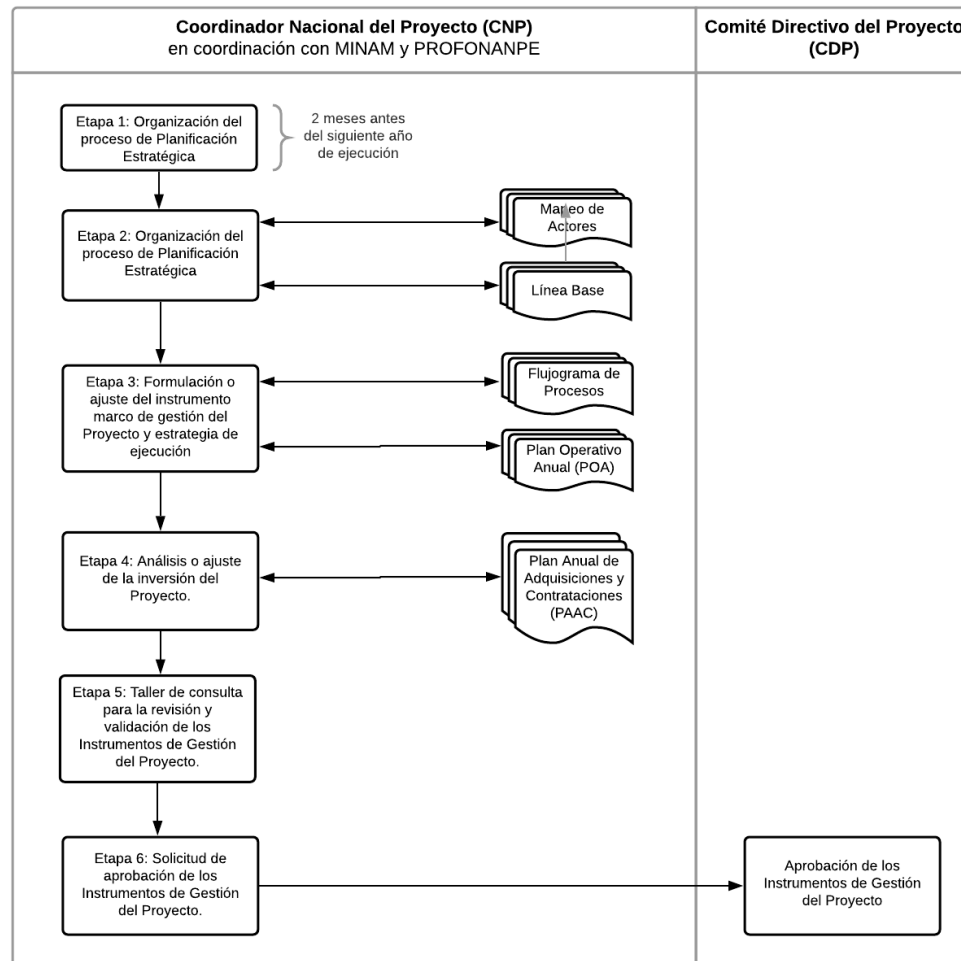 Coordinador Nacional del Proyecto (CNP)
en coordinación con MINAM y PROFONANPE
Comité Directivo del Proyecto
(CDP)
Etapa 1: Organización del
proceso de Planificación
Estratégica
2 meses antes
del siguiente año
de ejecución
Etapa 2: Organización del
proceso de Planificación
Estratégica
Mapeo de
Actores
Línea Base
Etapa 3: Formulación o
ajuste del instrumento
marco de gestión del
Proyecto y estrategia de
ejecución
Flujograma de
Procesos
Plan Operativo
Anual (POA)
Etapa 4: Análisis o ajuste
de la inversión del
Proyecto.
Plan Anual de
Adquisiciones y
Contrataciones
(PAAC)
Etapa 5: Taller de consulta
para la revisión y
validación de los
Instrumentos de Gestión
del Proyecto.
Etapa 6: Solicitud de
aprobación de los
Instrumentos de Gestión
del Proyecto.
Aprobación de los
Instrumentos de Gestión
del Proyecto